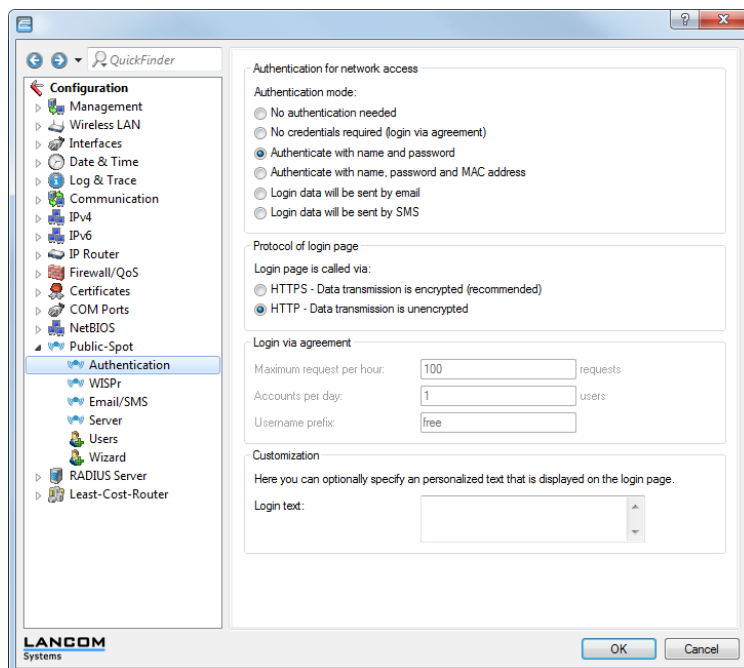 QuickFinder
Configuration
Management
Wireless LAN
Interfaces
Date & Time
Log & Trace
Communication
IPv4
IPv6
IP Router
Firewall/QoS
Certificates
COM Ports
NetBIOS
Public-Spot
Authentication
WISPr
Email/SMS
Server
Users
Wizard
RADIUS Server
Least-Cost-Router
Authentication for network access
Authentication mode:
No authentication needed
No credentials required (login via agreement)
Authenticate with name and password
Authenticate with name, password and MAC address
Login data will be sent by email
Login data will be sent by SMS
Protocol of login page
Login page is called via:
HTTPS - Data transmission is encrypted (recommended)
HTTP - Data transmission is unencrypted
Login via agreement
Maximum request per hour: 100 requests
Accounts per day: 1 users
Username prefix: free
Customization
Here you can optionally specify an personalized text that is displayed on the login page.
Login text:
LANCOM
Systems
OK Cancel